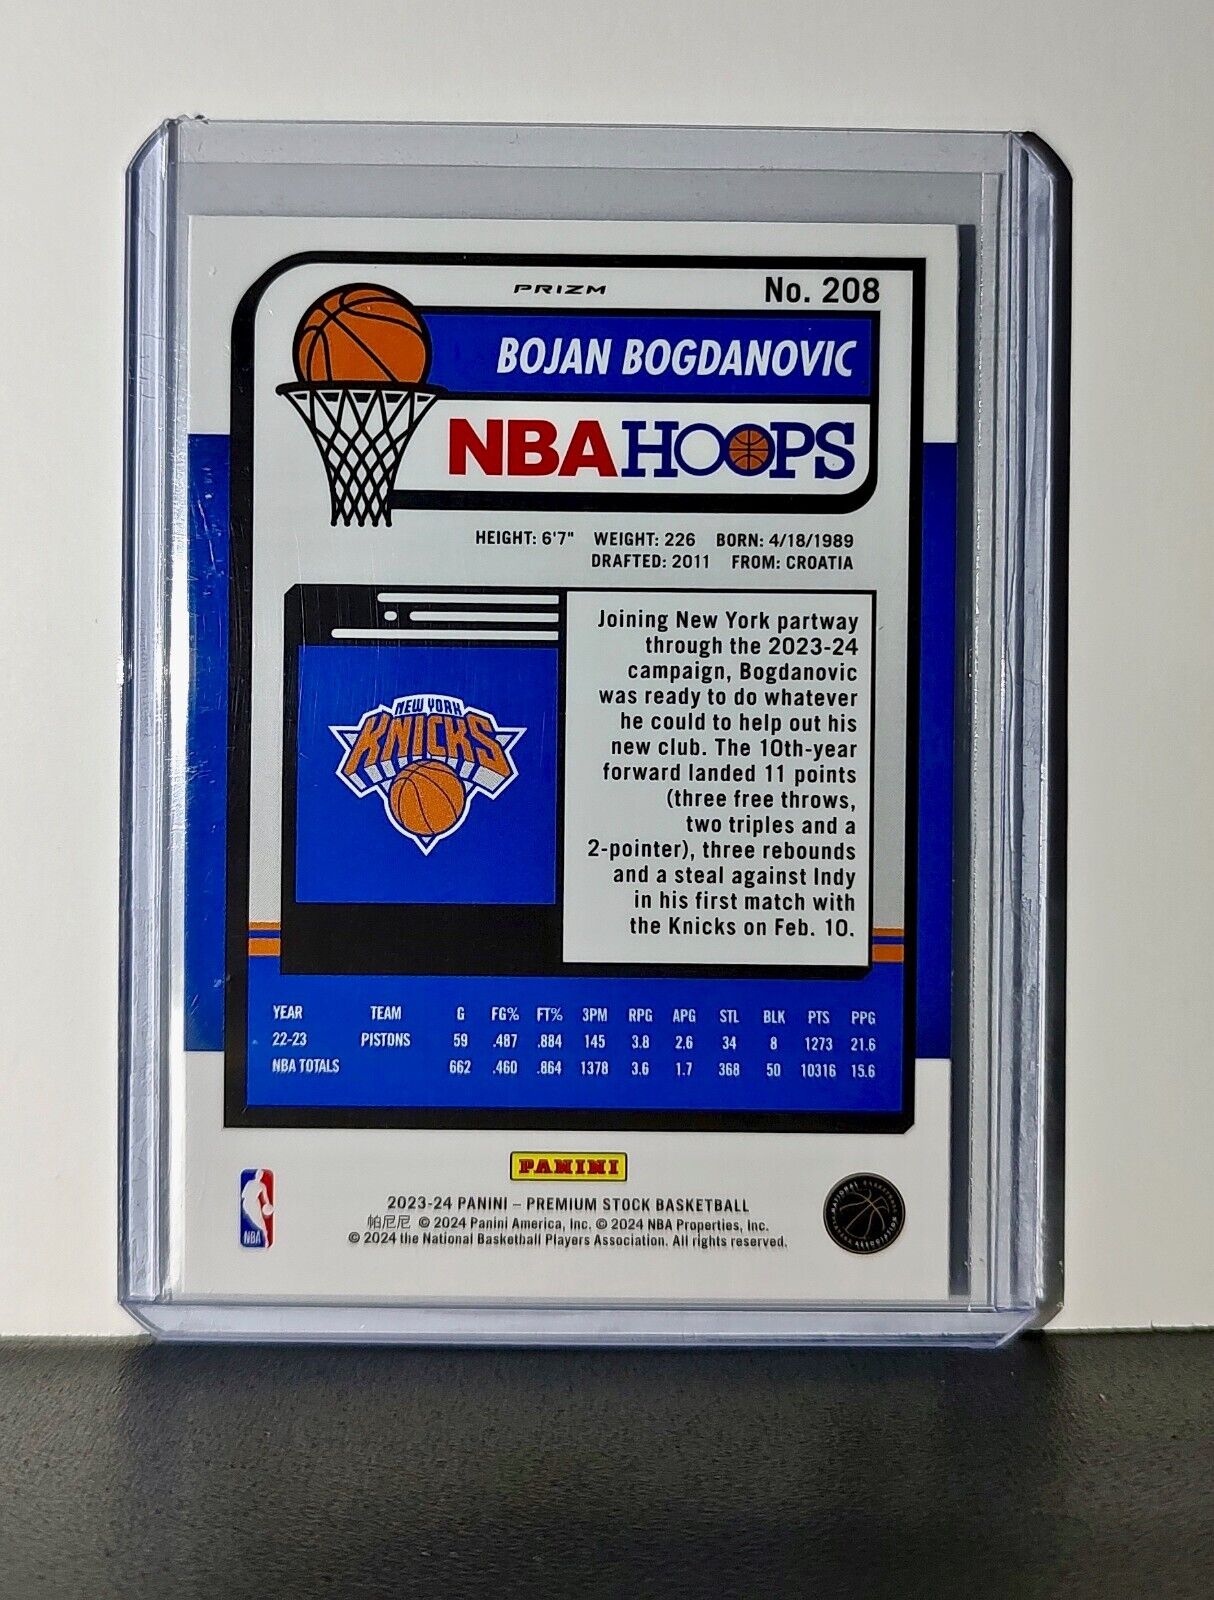 PRIZM
No. 208
BOJAN BOGDANOVIC
NBA HOOPS
HEIGHT: 6'7" WEIGHT: 226 BORN: 4/18/1989
DRAFTED: 2011 FROM: CROATIA
NEW YORK
KNICKS
Joining New York partway
through the 2023-24
campaign, Bogdanovic
was ready to do whatever
he could to help out his
new club. The 10th-year
forward landed 11 points
(three free throws,
two triples and a
2-pointer), three rebounds
and a steal against Indy
in his first match with
the Knicks on Feb. 10.
YEAR TEAM G FG% FT% 3PM RPG APG STL BLK PTS PPG
22-23 PISTONS 59 .487 .884 145 3.8 2.6 34 8 1273 21.6
NBA TOTALS 662 .460 .864 1378 3.6 1.7 368 50 10316 15.6
PANINI
NBA
2023-24 PANINI – PREMIUM STOCK BASKETBALL
帕尼尼 © 2024 Panini America, Inc. © 2024 NBA Properties, Inc.
© 2024 the National Basketball Players Association. All rights reserved.
NATIONAL BASKETBALL
PLAYERS ASSOCIATION